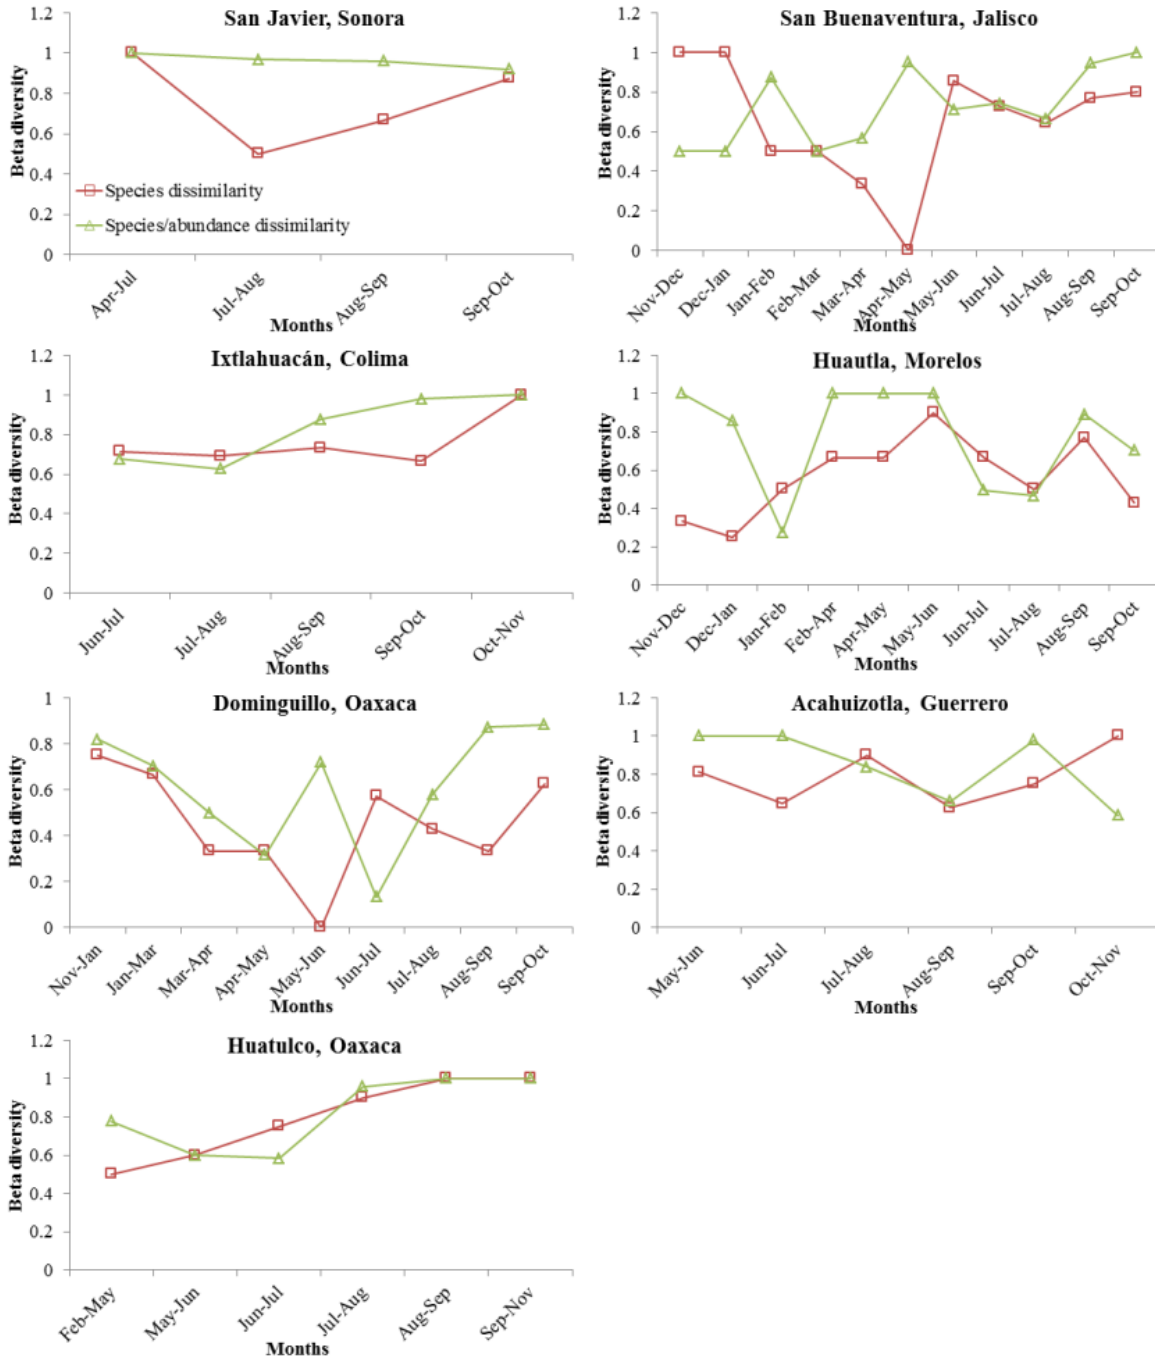 San Javier, Sonora
1.2
1
0.8
0.6
0.4
0.2
0
Beta diversity
Species dissimilarity
Species/abundance dissimilarity
Apr-Jul
Jul-Aug
Aug-Sep
Sep-Oct
Months
San Buenaventura, Jalisco
1.2
1
0.8
0.6
0.4
0.2
0
Beta diversity
Nov-Dec
Dec-Jan
Jan-Feb
Feb-Mar
Mar-Apr
Apr-May
May-Jun
Jun-Jul
Jul-Aug
Aug-Sep
Sep-Oct
Months
Ixtlahuacán, Colima
1.2
1
0.8
0.6
0.4
0.2
0
Beta diversity
Jun-Jul
Jul-Aug
Aug-Sep
Sep-Oct
Oct-Nov
Months
Huautla, Morelos
1.2
1
0.8
0.6
0.4
0.2
0
Beta diversity
Nov-Dec
Dec-Jan
Jan-Feb
Feb-Apr
Apr-May
May-Jun
Jun-Jul
Jul-Aug
Aug-Sep
Sep-Oct
Months
Dominguillo, Oaxaca
1
0.8
0.6
0.4
0.2
0
Beta diversity
Nov-Jan
Jan-Mar
Mar-Apr
Apr-May
May-Jun
Jun-Jul
Jul-Aug
Aug-Sep
Sep-Oct
Months
Acahuizotla, Guerrero
1.2
1
0.8
0.6
0.4
0.2
0
Beta diversity
May-Jun
Jun-Jul
Jul-Aug
Aug-Sep
Sep-Oct
Oct-Nov
Months
Huatulco, Oaxaca
1.2
1
0.8
0.6
0.4
0.2
0
Beta diversity
Feb-May
May-Jun
Jun-Jul
Jul-Aug
Aug-Sep
Sep-Nov
Months